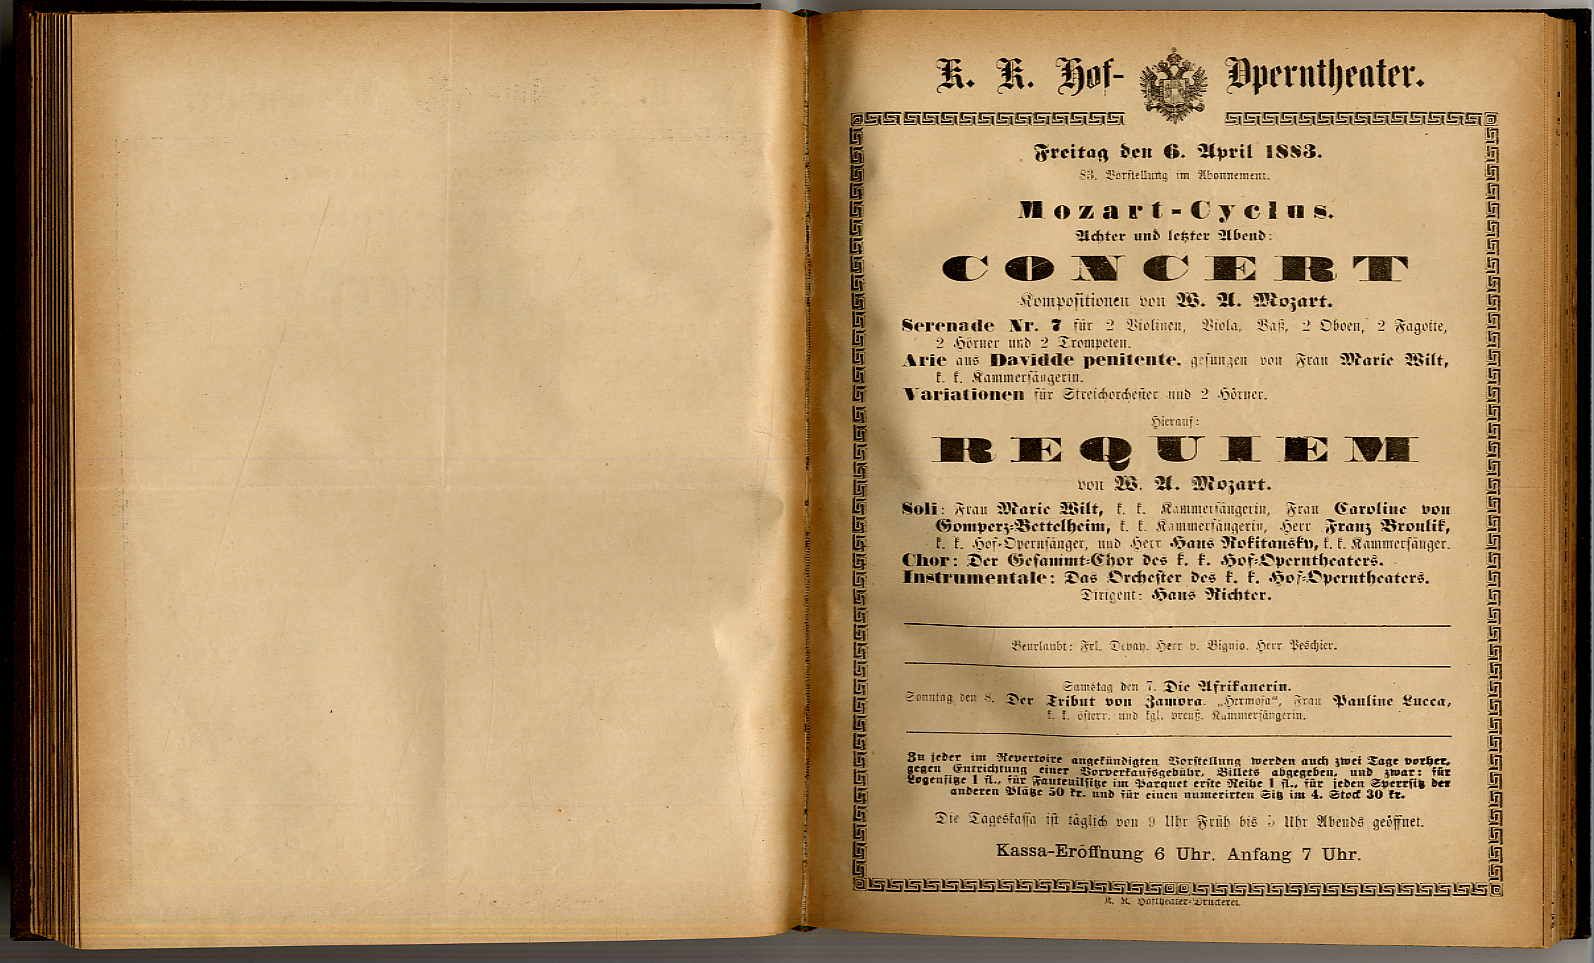 K. K. Hof- Operntheater.
Freitag den 6. April 1883.
83. Vorstellung im Abonnement.
Mozart-Cyclus.
Achter und letzter Abend:
CONCERT
Kompositionen von W. A. Mozart.
Serenade Nr. 7 für 2 Violinen, Viola, Baß, 2 Oboen, 2 Fagotte,
2 Hörner und 2 Trompeten.
Arie aus Davidde penitente, gesungen von Frau Marie Wilt,
k. k. Kammersängerin.
Variationen für Streichorchester und 2 Hörner.
Hierauf:
REQUIEM
von W. A. Mozart.
Soli: Frau Marie Wilt, k. k. Kammersängerin, Frau Caroline von
Gomperz-Bettelheim, k. k. Kammersängerin, Herr Franz Broulik,
k. k. Hof-Opernsänger, und Herr Hans Rokitansky, k. k. Kammersänger.
Chor: Der Gesammt-Chor des k. k. Hof-Operntheaters.
Instrumentale: Das Orchester des k. k. Hof-Operntheaters.
Dirigent: Hans Richter.
Beurlaubt: Frl. Dévay. Herr v. Bignio. Herr Peschier.
Samstag den 7. Die Afrikanerin.
Sonntag den 8. Der Tribut von Zamora. „Hermosa“, Frau Pauline Lucca,
k. k. österr. und kgl. preuß. Kammersängerin.
Zu jeder im Repertoire angekündigten Vorstellung werden auch zwei Tage vorher,
gegen Entrichtung einer Vorverkaufsgebühr, Billets abgegeben, und zwar: für
Logensitze 1 fl., für Fauteuilsitze im Parquet erste Reihe 1 fl., für jeden Sperrsitz der
anderen Plätze 50 kr. und für einen numerirten Sitz im 4. Stock 30 kr.
Die Tageskassa ist täglich von 9 Uhr Früh bis 5 Uhr Abends geöffnet.
Kassa-Eröffnung 6 Uhr. Anfang 7 Uhr.
K. K. Hoftheater-Druckerei.